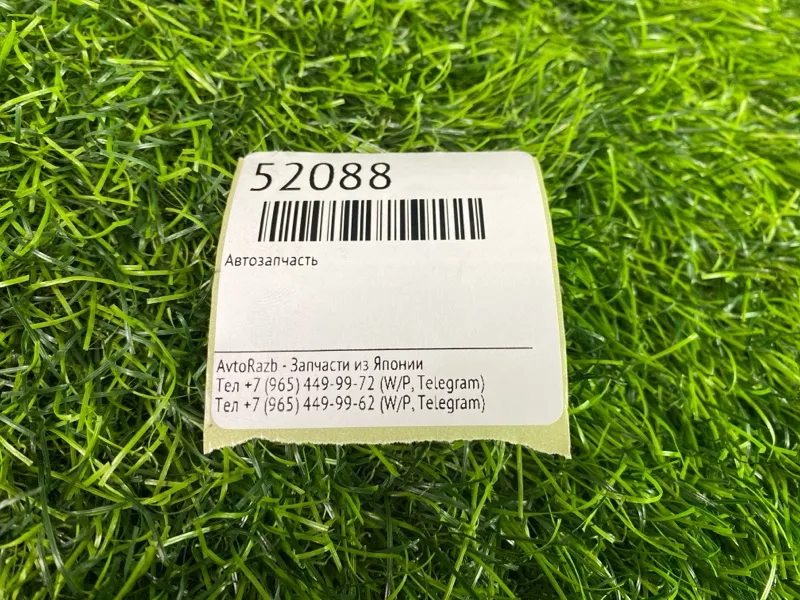 52088
Автозапчасть
AvtoRazb - Запчасти из Японии
Тел +7 (965) 449-99-72 (W/P, Telegram)
Тел +7 (965) 449-99-62 (W/P, Telegram)